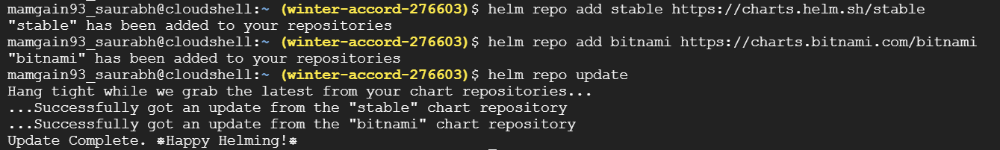 mamgain93_saurabh@cloudshell:~ (winter-accord-276603)$ helm repo add stable https://charts.helm.sh/stable
"stable" has been added to your repositories
mamgain93_saurabh@cloudshell:~ (winter-accord-276603)$ helm repo add bitnami https://charts.bitnami.com/bitnami
"bitnami" has been added to your repositories
mamgain93_saurabh@cloudshell:~ (winter-accord-276603)$ helm repo update
Hang tight while we grab the latest from your chart repositories...
...Successfully got an update from the "stable" chart repository
...Successfully got an update from the "bitnami" chart repository
Update Complete. ⎈Happy Helming!⎈